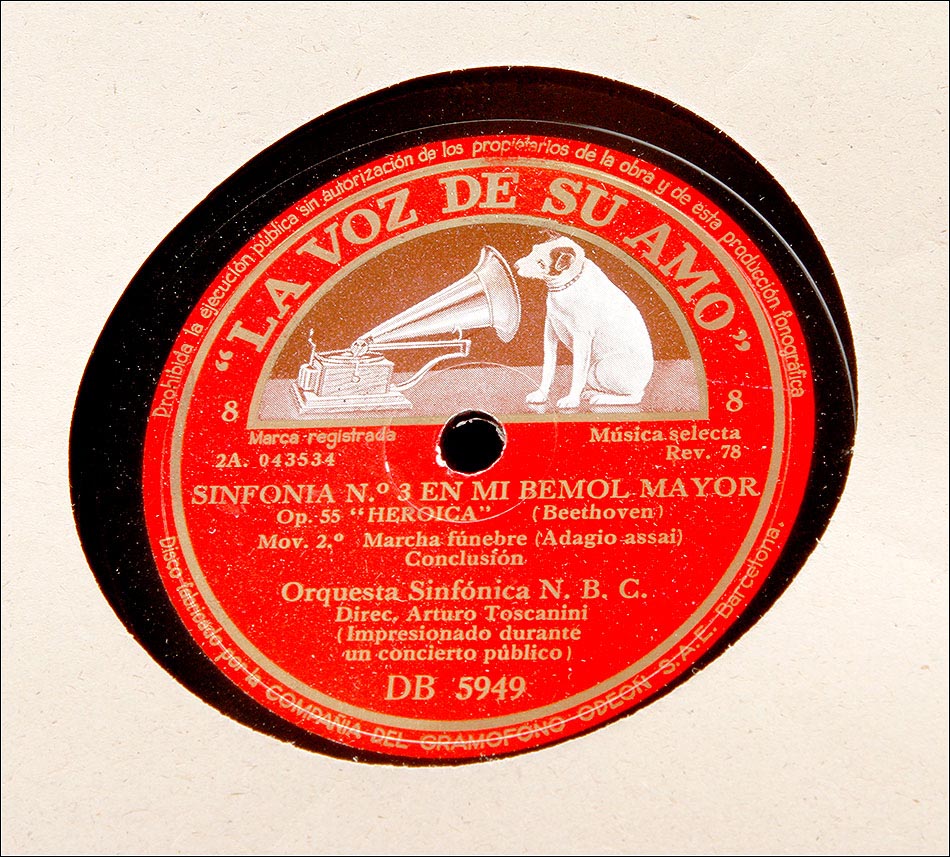 Prohibida la ejecución pública sin autorización de los propietarios de la obra y de esta producción fonográfica
“LA VOZ DE SU AMO”
8 8
Marca registrada
Música selecta
2A. 043534
Rev. 78
SINFONIA N.º 3 EN MI BEMOL MAYOR
Op. 55 “HEROICA” (Beethoven)
Mov. 2.º Marcha fúnebre (Adagio assai)
Conclusión
Orquesta Sinfónica N. B. C.
Direc. Arturo Toscanini
(Impresionado durante
un concierto público)
DB 5949
Disco fabricado por la COMPAÑIA DEL GRAMOFONO ODEON S.A.E. Barcelona.